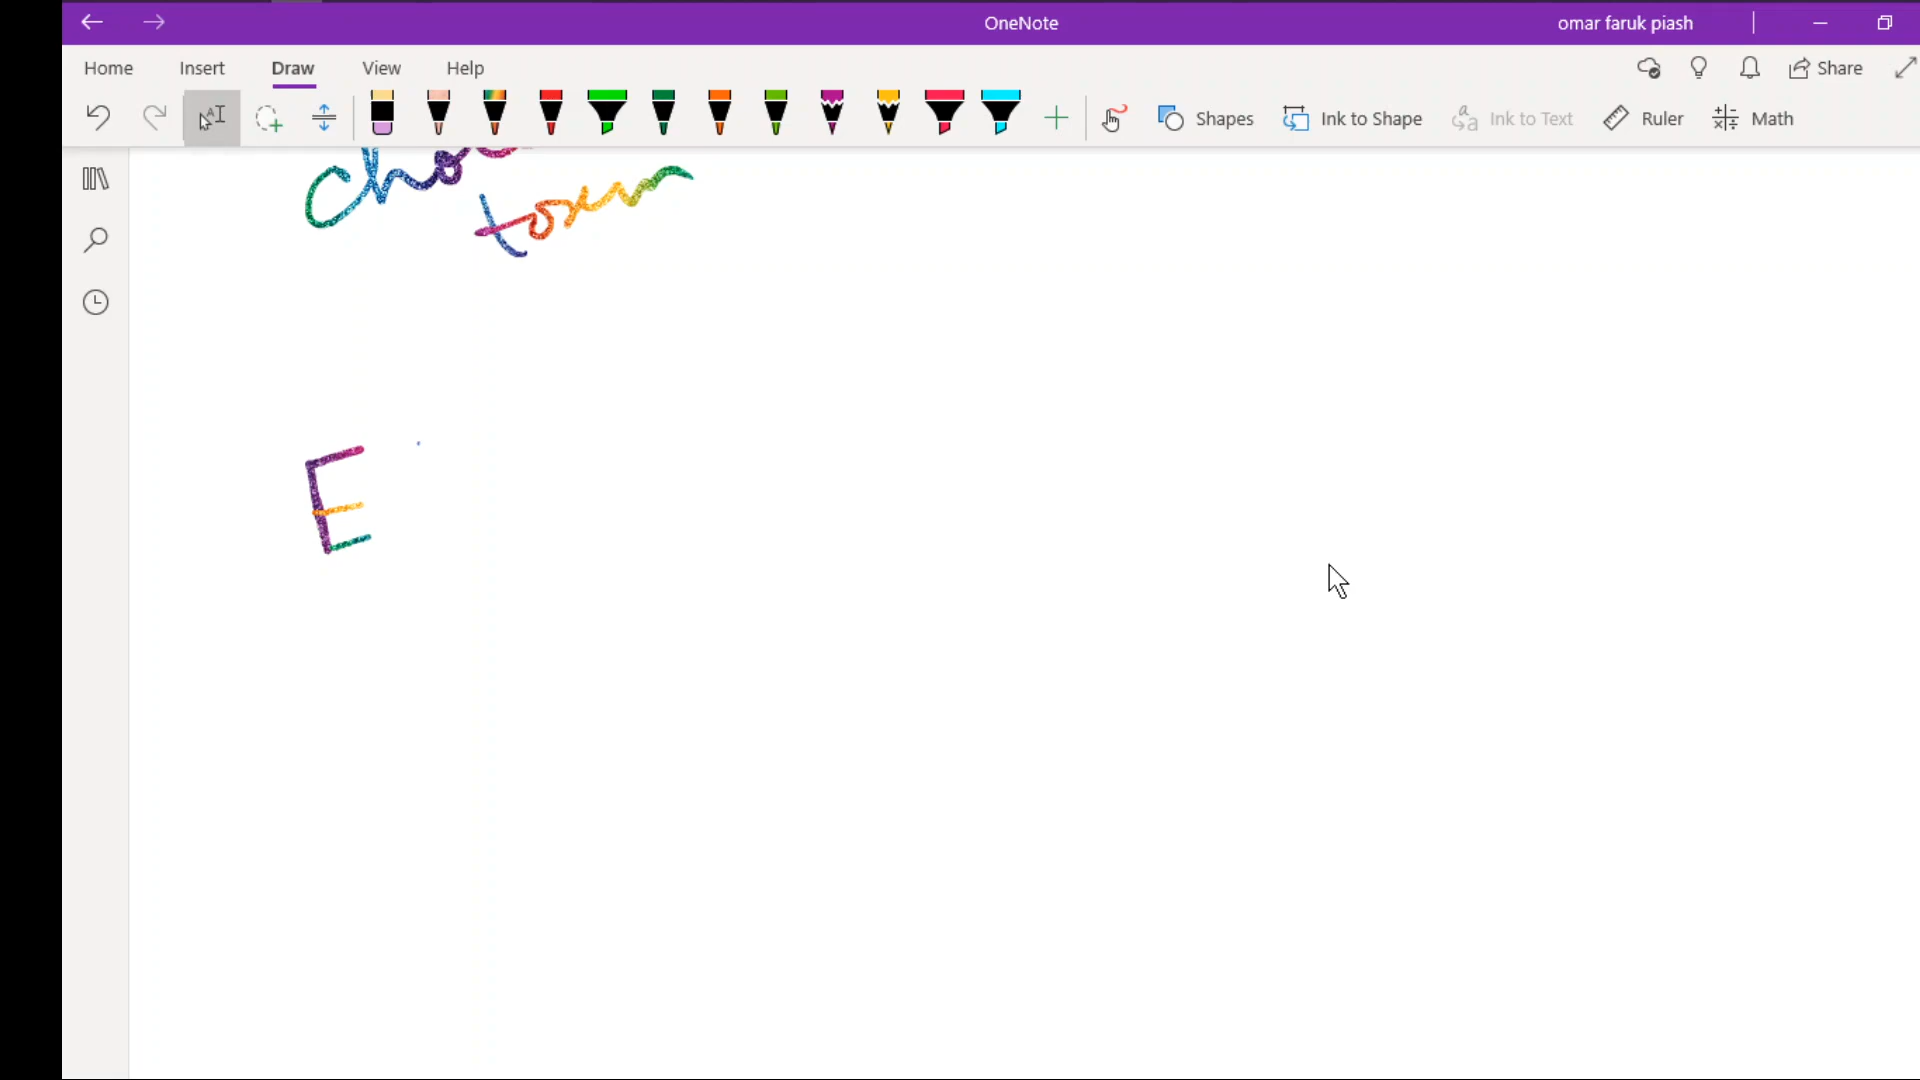 OneNote
omar faruk piash
Home Insert Draw View Help
Share
Shapes Ink to Shape Ink to Text Ruler Math
E